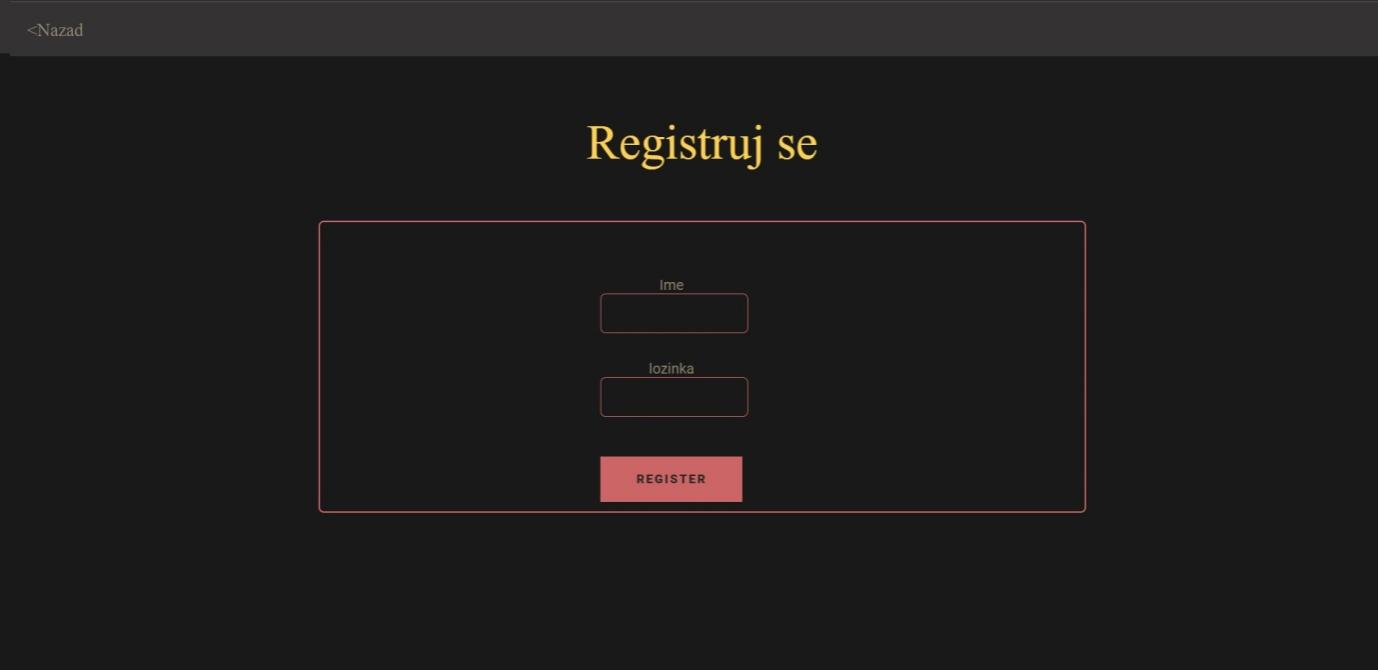 <Nazad
Registruj se
Ime
lozinka
REGISTER